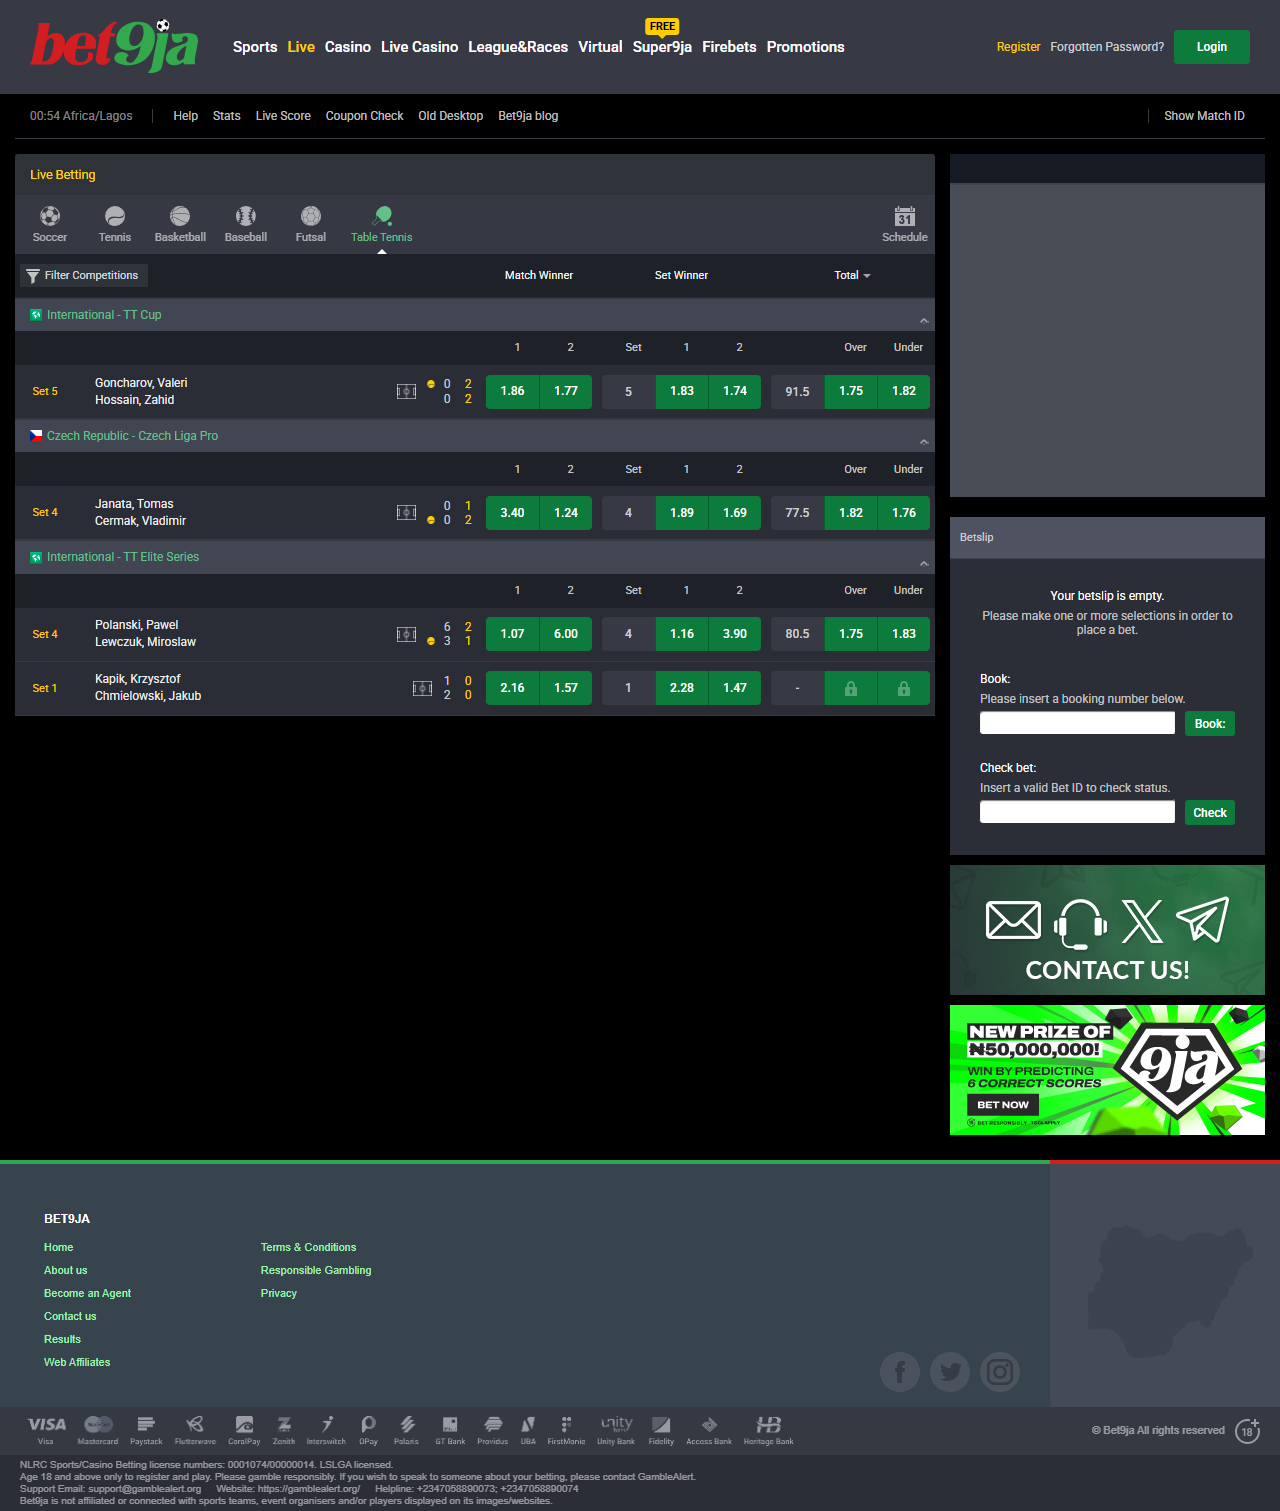 bet9ja
FREE
Sports Live Casino Live Casino League&Races Virtual Super9ja Firebets Promotions
Register Forgotten Password? Login
00:54 Africa/Lagos Help Stats Live Score Coupon Check Old Desktop Bet9ja blog Show Match ID
Live Betting
Soccer Tennis Basketball Baseball Futsal Table Tennis Schedule
31
Filter Competitions Match Winner Set Winner Total
International - TT Cup
1 2 Set 1 2 Over Under
Set 5 Goncharov, Valeri 0 2 1.86 1.77 5 1.83 1.74 91.5 1.75 1.82
Hossain, Zahid 0 2
Czech Republic - Czech Liga Pro
1 2 Set 1 2 Over Under
Set 4 Janata, Tomas 0 1 3.40 1.24 4 1.89 1.69 77.5 1.82 1.76
Cermak, Vladimir 0 2
International - TT Elite Series
1 2 Set 1 2 Over Under
Set 4 Polanski, Pawel 6 2 1.07 6.00 4 1.16 3.90 80.5 1.75 1.83
Lewczuk, Miroslaw 3 1
Set 1 Kapik, Krzysztof 1 0 2.16 1.57 1 2.28 1.47 -
Chmielowski, Jakub 2 0
Betslip
Your betslip is empty.
Please make one or more selections in order to
place a bet.
Book:
Please insert a booking number below.
Book:
Check bet:
Insert a valid Bet ID to check status.
Check
CONTACT US!
NEW PRIZE OF
₦50,000,000!
WIN BY PREDICTING
6 CORRECT SCORES
BET NOW
BET RESPONSIBLY. T&Cs APPLY
9ja
BET9JA
Home Terms & Conditions
About us Responsible Gambling
Become an Agent Privacy
Contact us
Results
Web Affiliates
VISA unity HB
Visa Mastercard Paystack Flutterwave CoralPay Zenith Interswitch OPay Polaris GT Bank Providus UBA FirstMonie Unity Bank Fidelity Access Bank Heritage Bank
© Bet9ja All rights reserved 18+
NLRC Sports/Casino Betting license numbers: 0001074/00000014. LSLGA licensed.
Age 18 and above only to register and play. Please gamble responsibly. If you wish to speak to someone about your betting, please contact GambleAlert.
Support Email: support@gamblealert.org Website: https://gamblealert.org/ Helpline: +2347058890073; +2347058890074
Bet9ja is not affiliated or connected with sports teams, event organisers and/or players displayed on its images/websites.